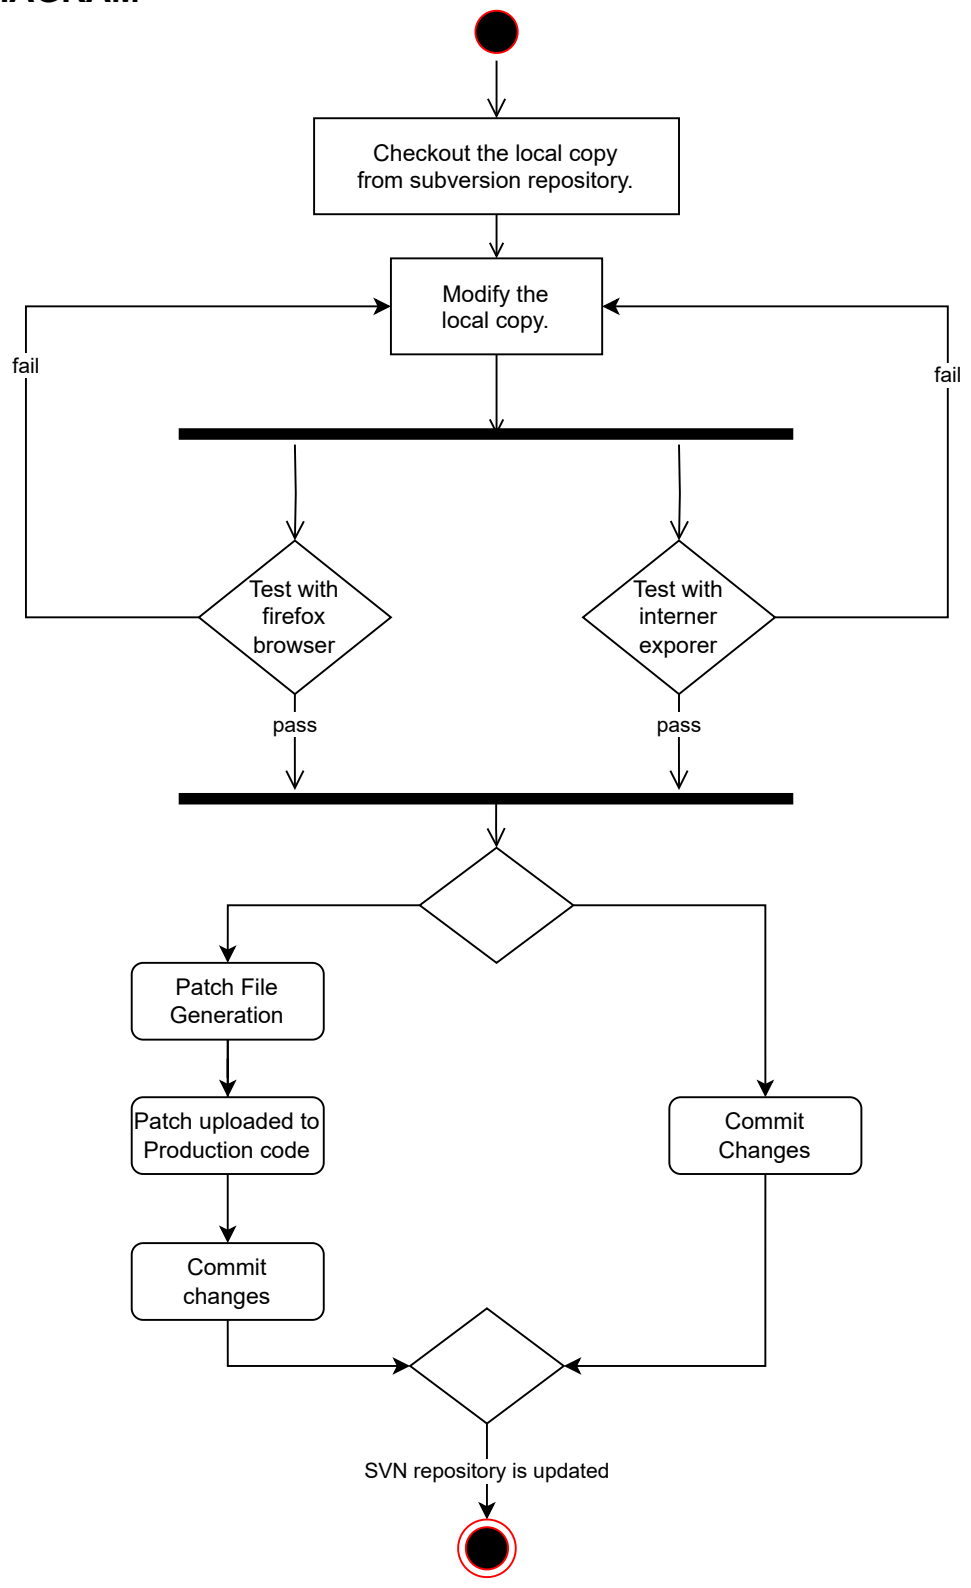 Checkout the local copy
from subversion repository.
Modify the
local copy.
fail
fail
Test with
firefox
browser
Test with
interner
exporer
pass
pass
Patch File
Generation
Patch uploaded to
Production code
Commit
Changes
Commit
changes
SVN repository is updated